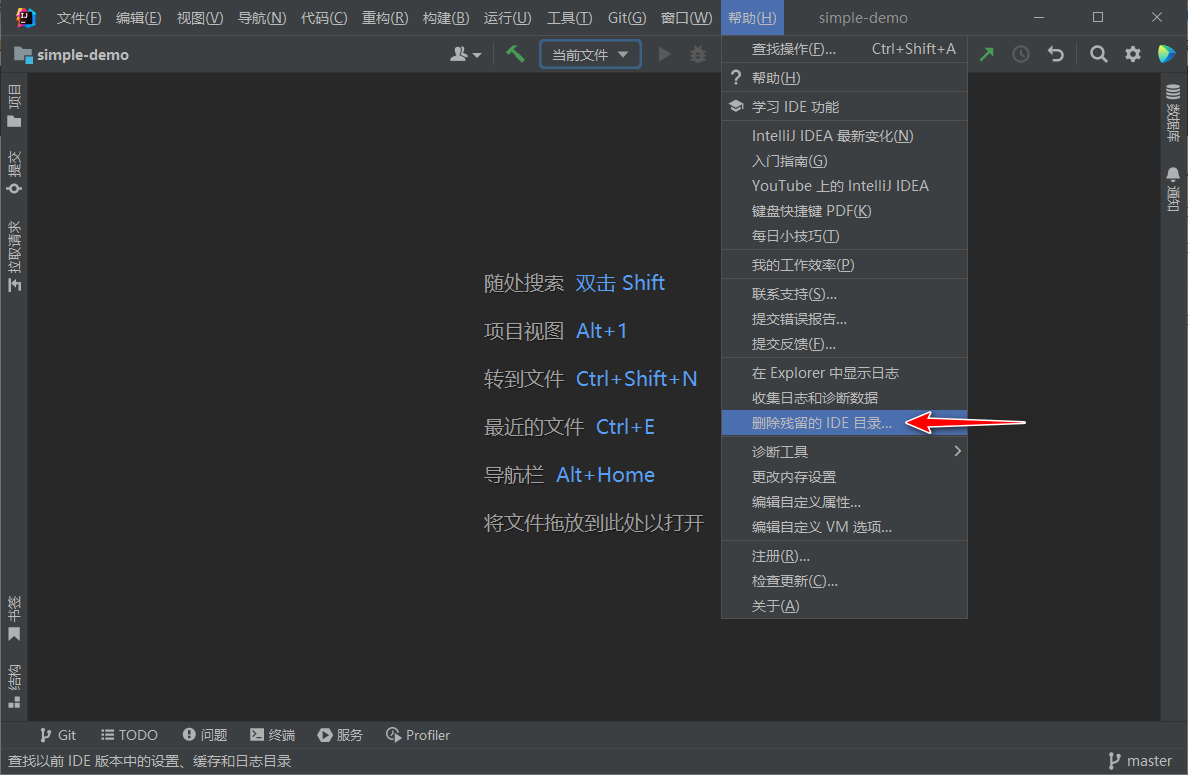 文件(F) 编辑(E) 视图(V) 导航(N) 代码(C) 重构(R) 构建(B) 运行(U) 工具(T) Git(G) 窗口(W) 帮助(H) simple-demo
simple-demo
当前文件
项目
提交
拉取请求
书签
结构
随处搜索 双击 Shift
项目视图 Alt+1
转到文件 Ctrl+Shift+N
最近的文件 Ctrl+E
导航栏 Alt+Home
将文件拖放到此处以打开
查找操作(F)... Ctrl+Shift+A
帮助(H)
学习 IDE 功能
IntelliJ IDEA 最新变化(N)
入门指南(G)
YouTube 上的 IntelliJ IDEA
键盘快捷键 PDF(K)
每日小技巧(T)
我的工作效率(P)
联系支持(S)...
提交错误报告...
提交反馈(F)...
在 Explorer 中显示日志
收集日志和诊断数据
删除残留的 IDE 目录...
诊断工具
更改内存设置
编辑自定义属性...
编辑自定义 VM 选项...
注册(R)...
检查更新(C)...
关于(A)
数据库
通知
Git TODO 问题 终端 服务 Profiler
查找以前 IDE 版本中的设置、缓存和日志目录 master